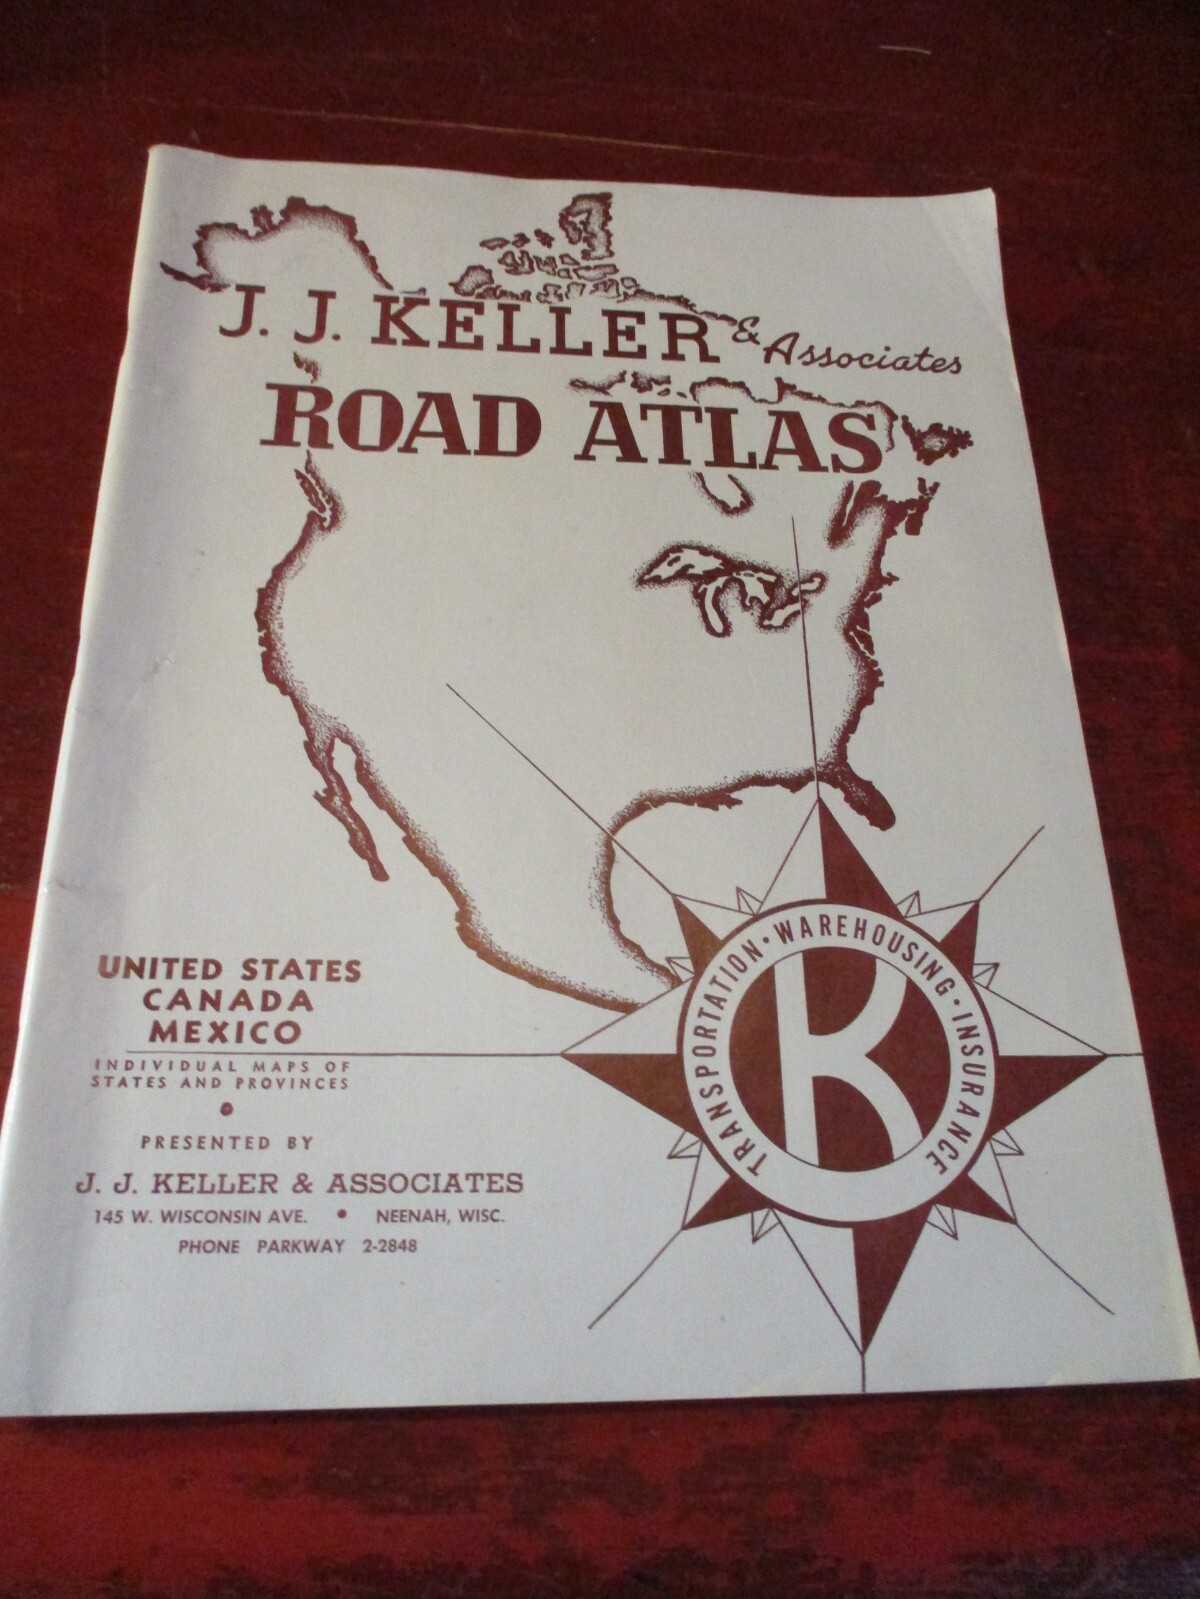 J. J. KELLER & Associates
ROAD ATLAS
UNITED STATES
CANADA
MEXICO
INDIVIDUAL MAPS OF
STATES AND PROVINCES
•
PRESENTED BY
J. J. KELLER & ASSOCIATES
145 W. WISCONSIN AVE. • NEENAH, WISC.
PHONE PARKWAY 2-2848
TRANSPORTATION • WAREHOUSING • INSURANCE
K